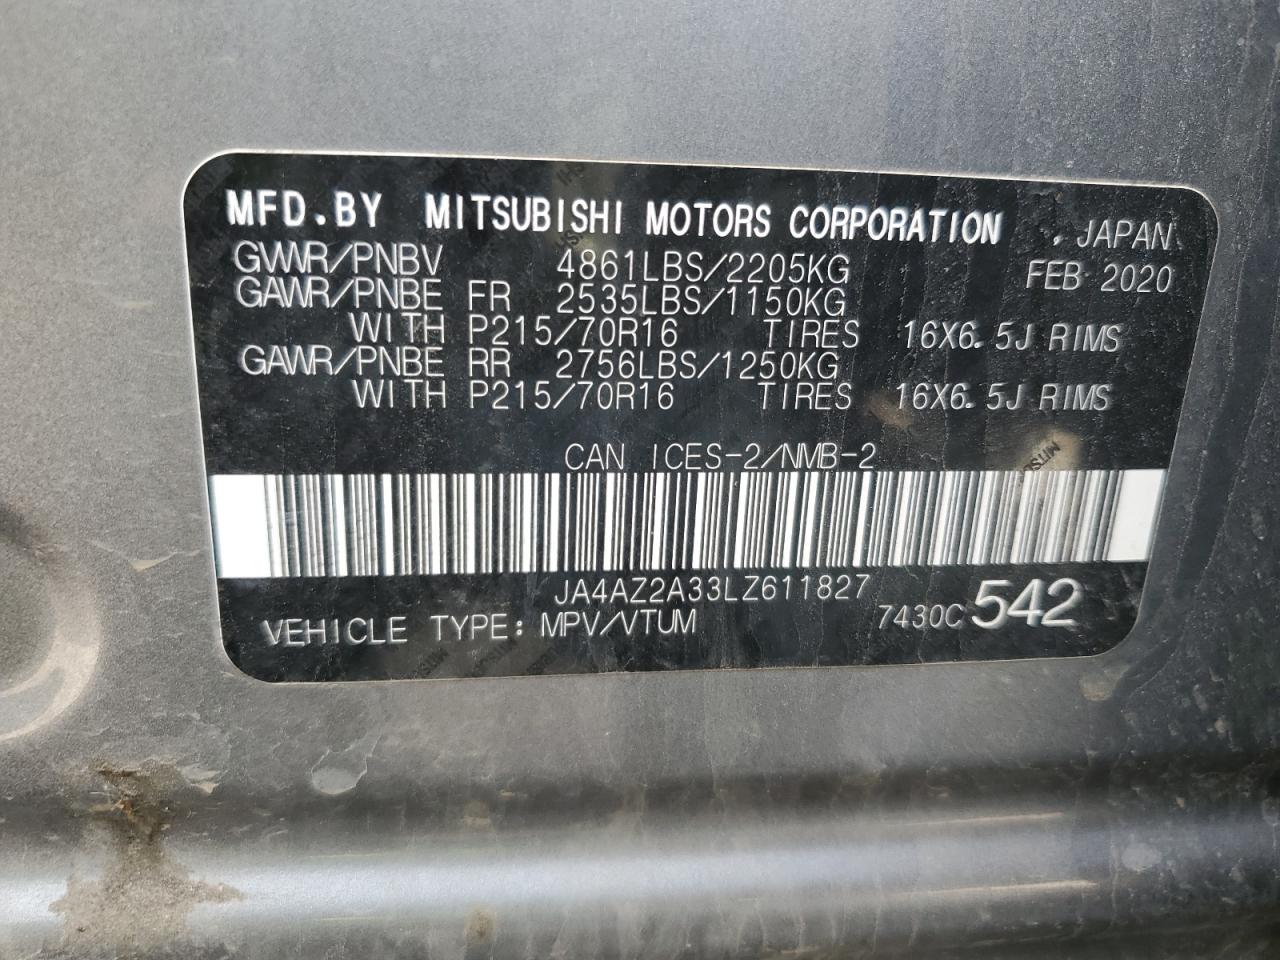 MFD.BY MITSUBISHI MOTORS CORPORATION , JAPAN
GVWR/PNBV 4861LBS/2205KG FEB 2020
GAWR/PNBE FR 2535LBS/1150KG
WITH P215/70R16 TIRES 16X6.5J RIMS
GAWR/PNBE RR 2756LBS/1250KG
WITH P215/70R16 TIRES 16X6.5J RIMS
CAN ICES-2/NMB-2
JA4AZ2A33LZ611827
VEHICLE TYPE: MPV/VTUM 7430C 542